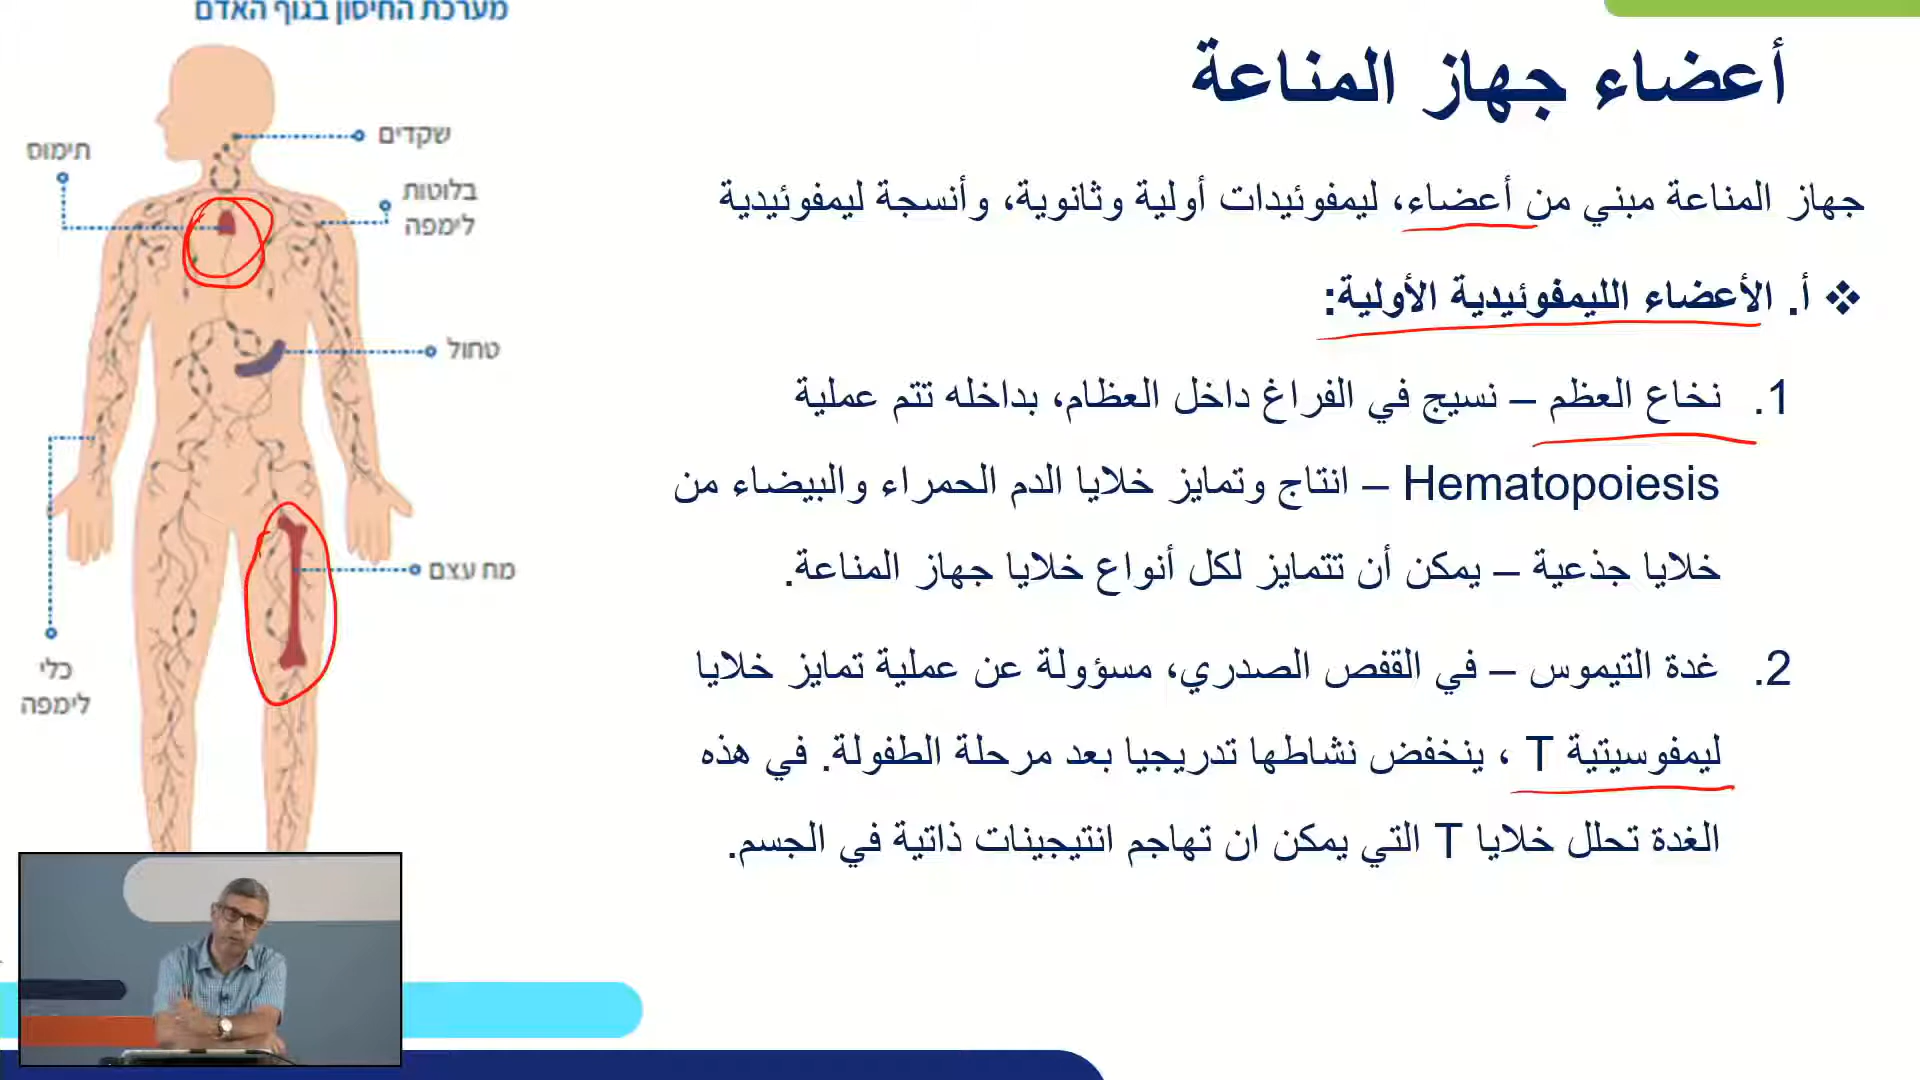 أعضاء جهاز المناعة
جهاز المناعة مبني من أعضاء، ليمفوئيدات أولية وثانوية، وأنسجة ليمفوئيدية
❖ أ. الأعضاء الليمفوئيدية الأولية:
1. نخاع العظم – نسيج في الفراغ داخل العظام، بداخله تتم عملية
Hematopoiesis – انتاج وتمايز خلايا الدم الحمراء والبيضاء من
خلايا جذعية – يمكن أن تتمايز لكل أنواع خلايا جهاز المناعة.
2. غدة التيموس – في القفص الصدري، مسؤولة عن عملية تمايز خلايا
ليمفوسيتية T ، ينخفض نشاطها تدريجيا بعد مرحلة الطفولة. في هذه
الغدة تحلل خلايا T التي يمكن ان تهاجم انتيجينات ذاتية في الجسم.
מערכת החיסון בגוף האדם
שקדים
תימוס
בלוטות
לימפה
טחול
מח עצם
כלי
לימפה